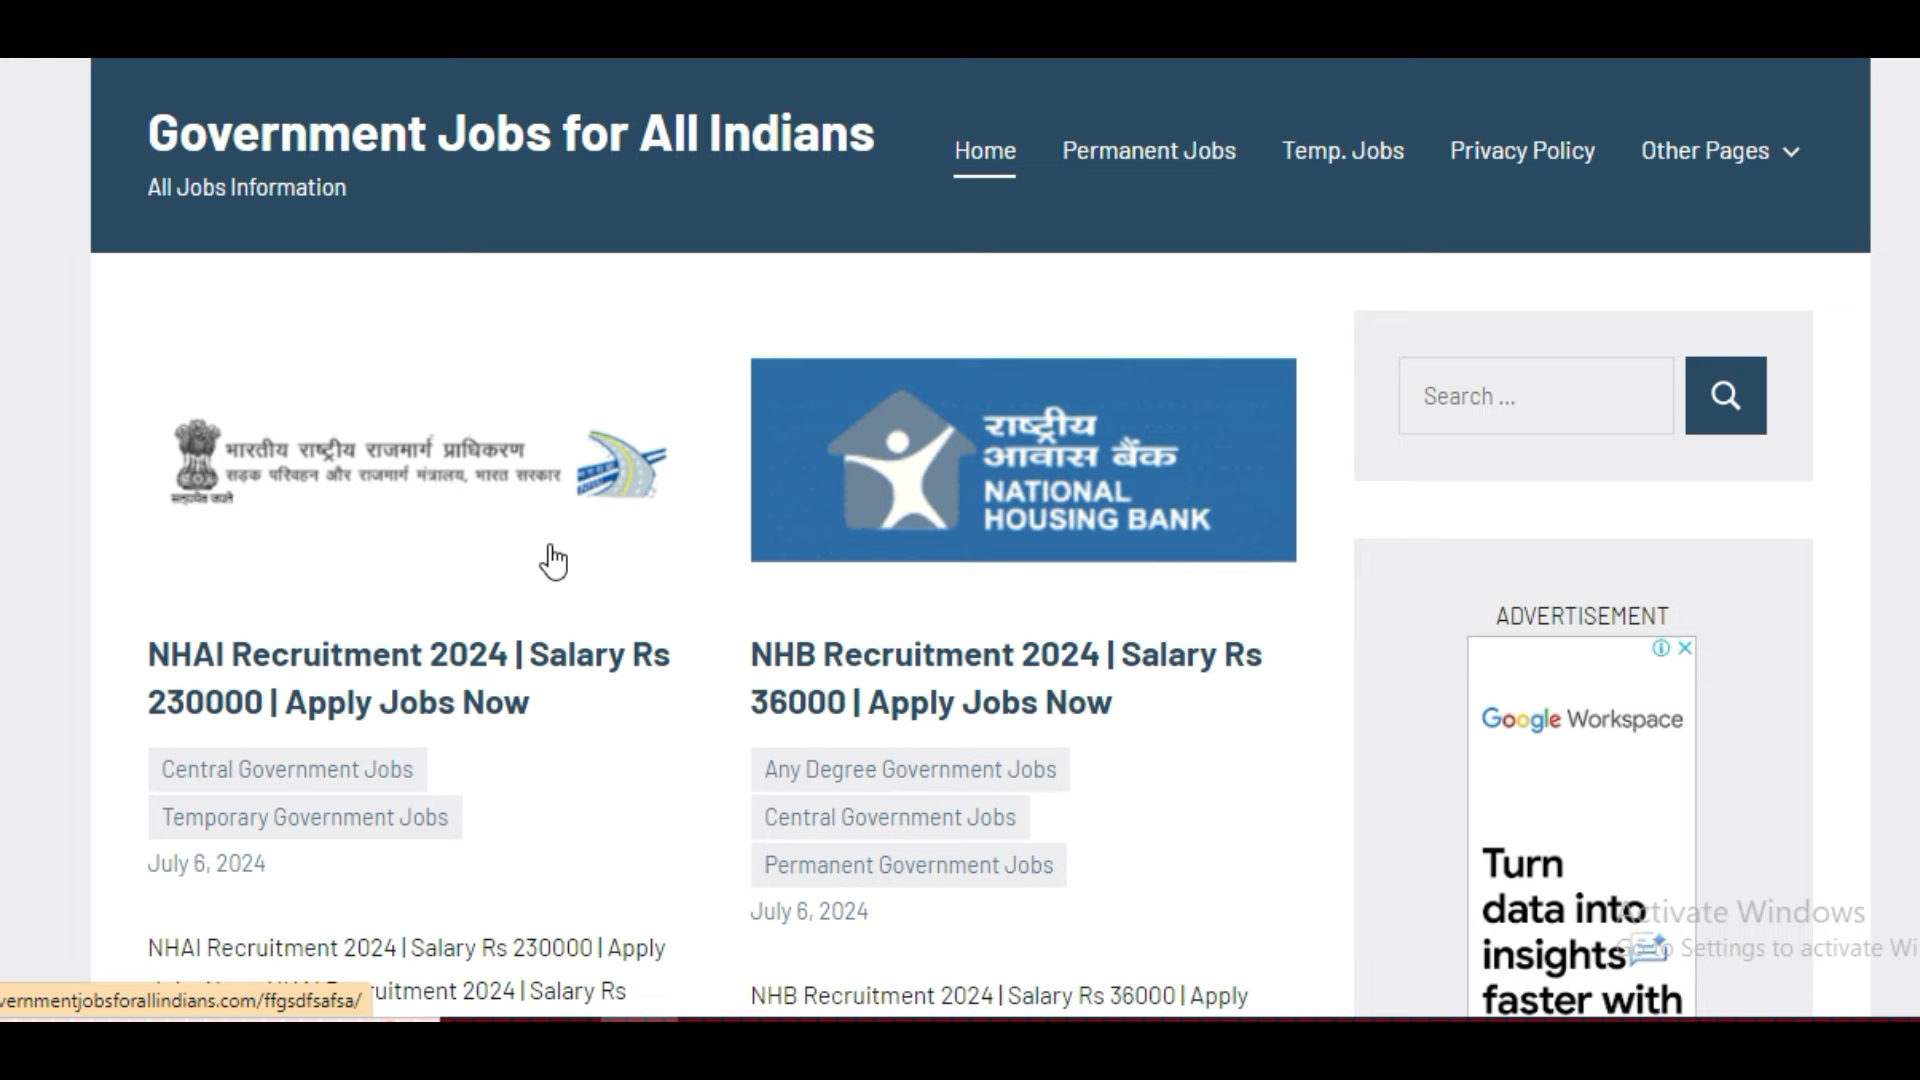 Government Jobs for All Indians
All Jobs Information
Home
Permanent Jobs
Temp. Jobs
Privacy Policy
Other Pages
भारतीय राष्ट्रीय राजमार्ग प्राधिकरण
सड़क परिवहन और राजमार्ग मंत्रालय, भारत सरकार
सत्यमेव जयते
राष्ट्रीय
आवास बैंक
NATIONAL
HOUSING BANK
Search ...
NHAI Recruitment 2024 | Salary Rs
230000 | Apply Jobs Now
Central Government Jobs
Temporary Government Jobs
July 6, 2024
NHAI Recruitment 2024 | Salary Rs 230000 | Apply
uitment 2024 | Salary Rs
NHB Recruitment 2024 | Salary Rs
36000 | Apply Jobs Now
Any Degree Government Jobs
Central Government Jobs
Permanent Government Jobs
July 6, 2024
NHB Recruitment 2024 | Salary Rs 36000 | Apply
ADVERTISEMENT
Google Workspace
Turn
data into
insights
faster with
Activate Windows
Go to Settings to activate Wi
vernmentjobsforallindians.com/ffgsdfsafsa/